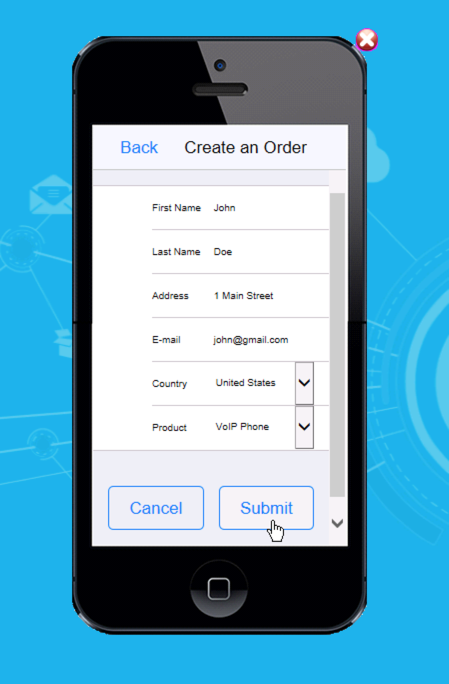 Back Create an Order
First Name John
Last Name Doe
Address 1 Main Street
E-mail john@gmail.com
Country United States
Product VoIP Phone
Cancel Submit